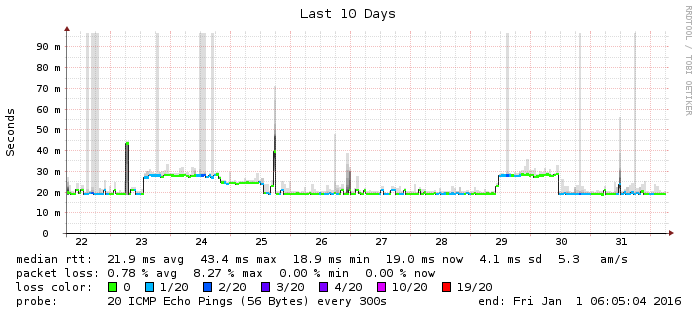 Last 10 Days
RRDTOOL / TOBI OETIKER
Seconds
90 m
80 m
70 m
60 m
50 m
40 m
30 m
20 m
10 m
0
22 23 24 25 26 27 28 29 30 31
median rtt: 21.9 ms avg 43.4 ms max 18.9 ms min 19.0 ms now 4.1 ms sd 5.3 am/s
packet loss: 0.78 % avg 8.27 % max 0.00 % min 0.00 % now
loss color: 0 1/20 2/20 3/20 4/20 10/20 19/20
probe: 20 ICMP Echo Pings (56 Bytes) every 300s end: Fri Jan 1 06:05:04 2016